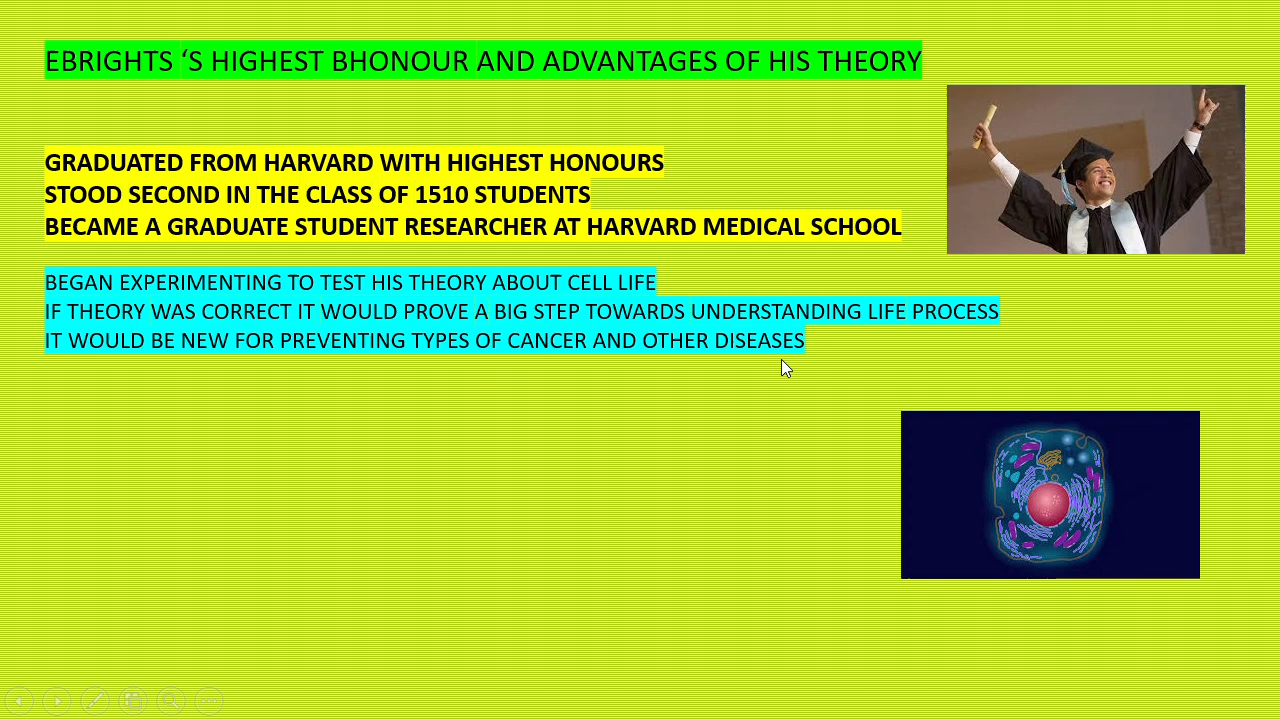 EBRIGHTS ‘S HIGHEST BHONOUR AND ADVANTAGES OF HIS THEORY
GRADUATED FROM HARVARD WITH HIGHEST HONOURS
STOOD SECOND IN THE CLASS OF 1510 STUDENTS
BECAME A GRADUATE STUDENT RESEARCHER AT HARVARD MEDICAL SCHOOL
BEGAN EXPERIMENTING TO TEST HIS THEORY ABOUT CELL LIFE
IF THEORY WAS CORRECT IT WOULD PROVE A BIG STEP TOWARDS UNDERSTANDING LIFE PROCESS
IT WOULD BE NEW FOR PREVENTING TYPES OF CANCER AND OTHER DISEASES